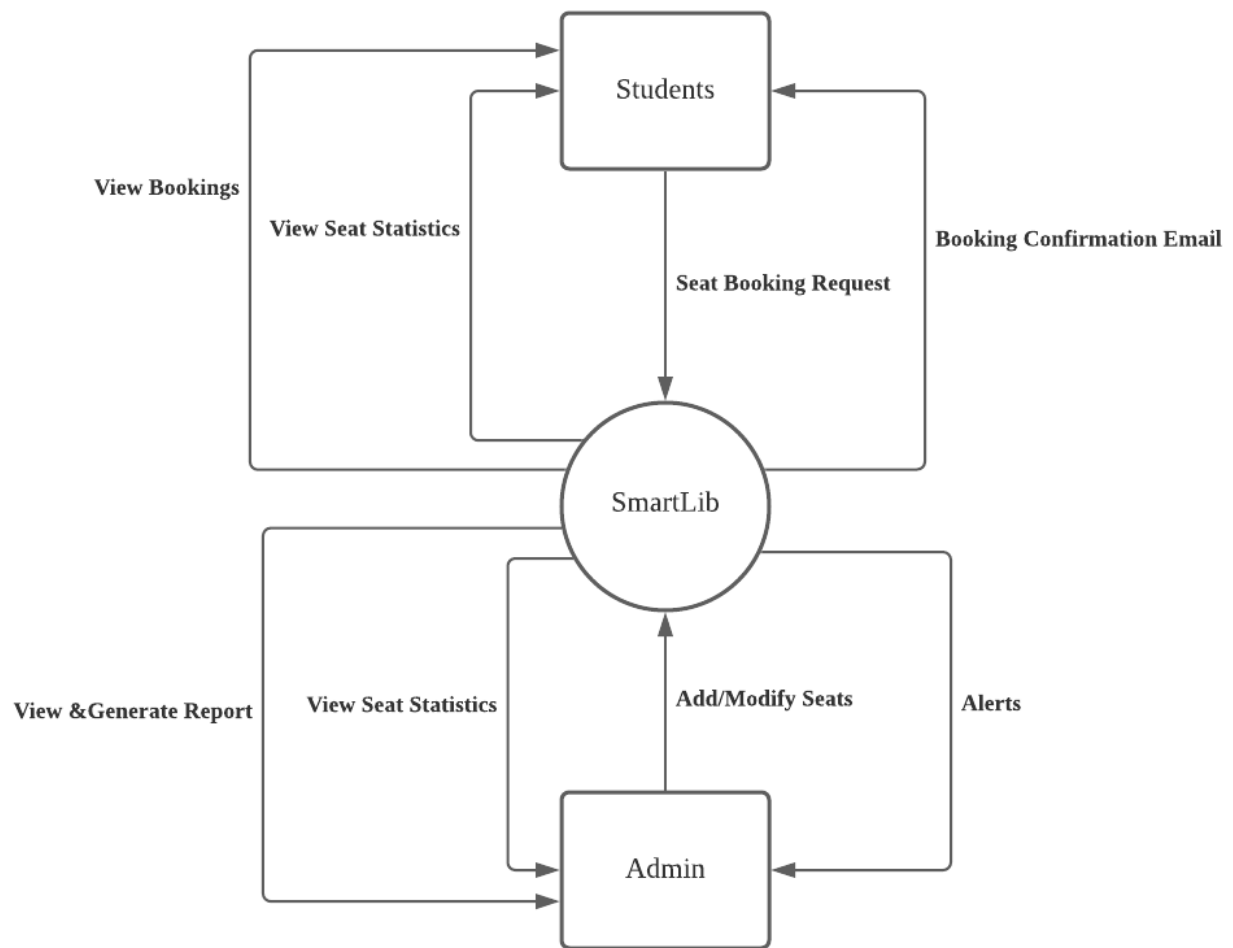 Students
View Bookings
View Seat Statistics
Booking Confirmation Email
Seat Booking Request
SmartLib
View &Generate Report
View Seat Statistics
Add/Modify Seats
Alerts
Admin